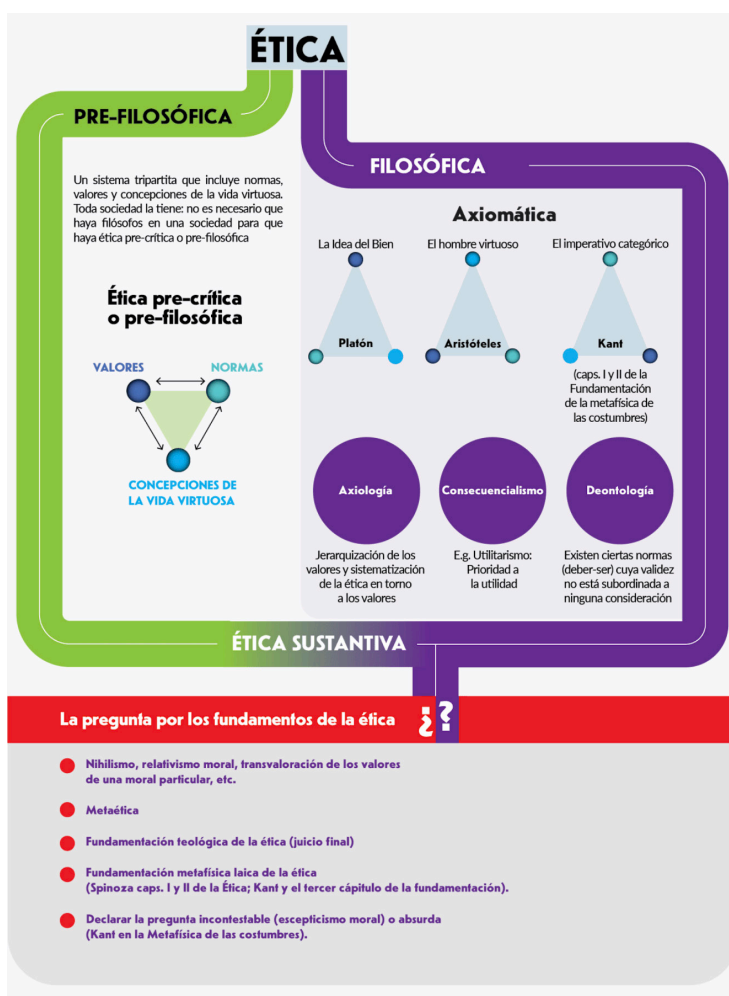 ÉTICA
PRE-FILOSÓFICA
Un sistema tripartita que incluye normas,
valores y concepciones de la vida virtuosa.
Toda sociedad la tiene: no es necesario que
haya filósofos en una sociedad para que
haya ética pre-crítica o pre-filosófica
Ética pre-crítica
o pre-filosófica
VALORES
NORMAS
CONCEPCIONES DE
LA VIDA VIRTUOSA
FILOSÓFICA
Axiomática
La Idea del Bien
El hombre virtuoso
El imperativo categórico
Platón
Aristóteles
Kant
(caps. I y II de la
Fundamentación
de la metafísica de
las costumbres)
Axiología
Consecuencialismo
Deontología
Jerarquización de los
valores y sistematización
de la ética en torno
a los valores
E.g. Utilitarismo:
Prioridad a
la utilidad
Existen ciertas normas
(deber-ser) cuya validez
no está subordinada a
ninguna consideración
ÉTICA SUSTANTIVA
La pregunta por los fundamentos de la ética
¿?
Nihilismo, relativismo moral, transvaloración de los valores
de una moral particular, etc.
Metaética
Fundamentación teológica de la ética (juicio final)
Fundamentación metafísica laica de la ética
(Spinoza caps. I y II de la Ética; Kant y el tercer cápitulo de la fundamentación).
Declarar la pregunta incontestable (escepticismo moral) o absurda
(Kant en la Metafísica de las costumbres).